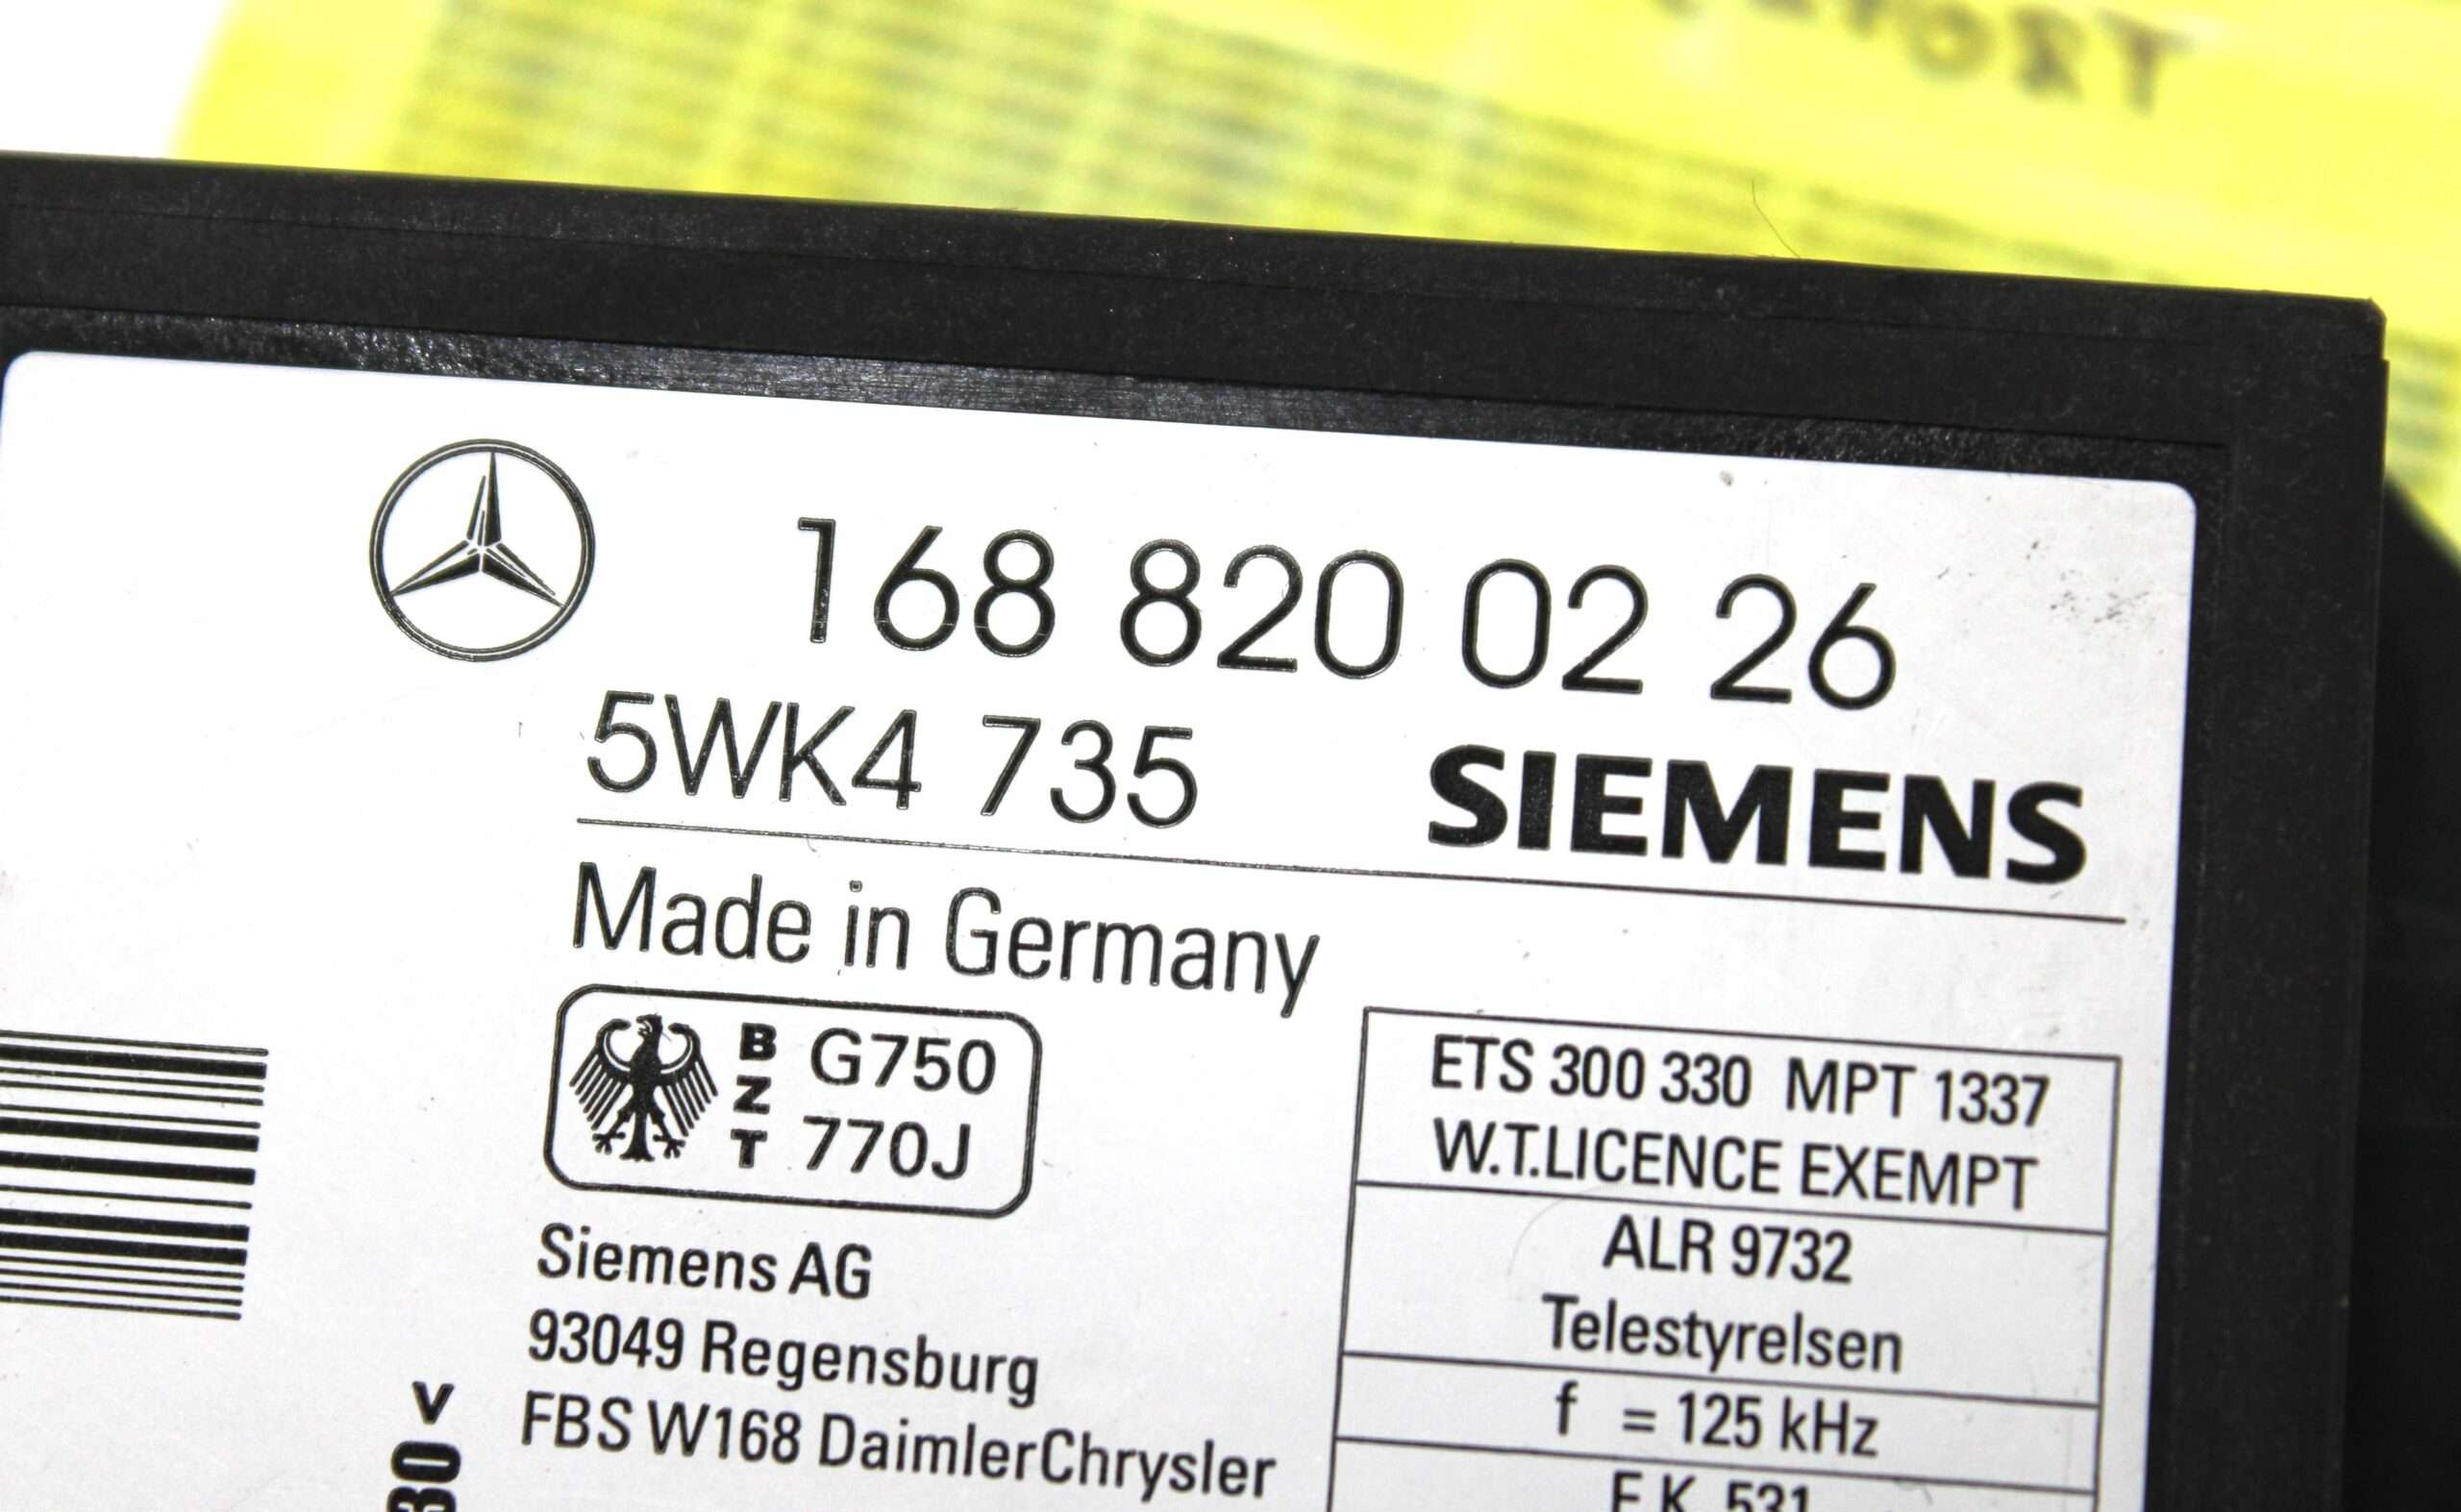 168 820 02 26
5WK4 735
SIEMENS
Made in Germany
BZT
G750
770J
Siemens AG
93049 Regensburg
FBS W168 DaimlerChrysler
ETS 300 330 MPT 1337
W.T.LICENCE EXEMPT
ALR 9732
Telestyrelsen
f = 125 kHz